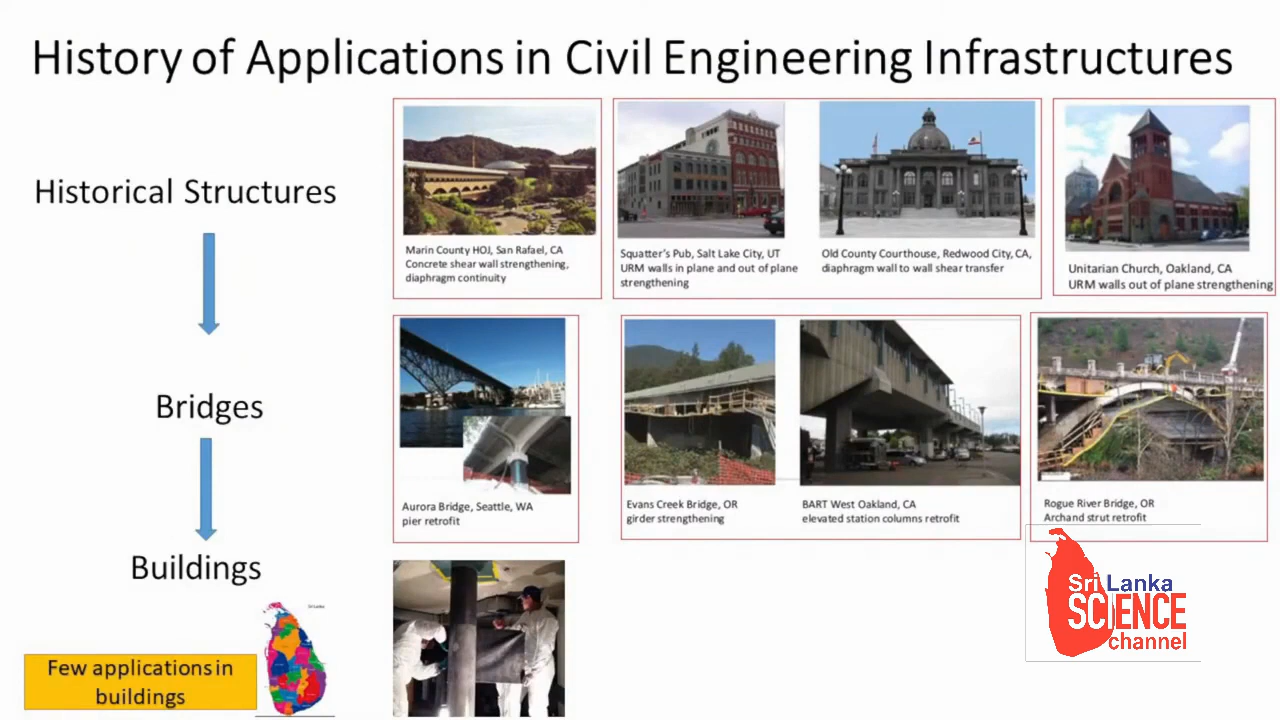 History of Applications in Civil Engineering Infrastructures
Historical Structures
Marin County HOJ, San Rafael, CA
Concrete shear wall strengthening,
diaphragm continuity
Squatter's Pub, Salt Lake City, UT
URM walls in plane and out of plane
strengthening
Old County Courthouse, Redwood City, CA,
diaphragm wall to wall shear transfer
Unitarian Church, Oakland, CA
URM walls out of plane strengthening
Bridges
Aurora Bridge, Seattle, WA
pier retrofit
Evans Creek Bridge, OR
girder strengthening
BART West Oakland, CA
elevated station columns retrofit
Rogue River Bridge, OR
Archand strut retrofit
Buildings
Sri Lanka
Few applications in
buildings
Sri Lanka
SCIENCE
channel